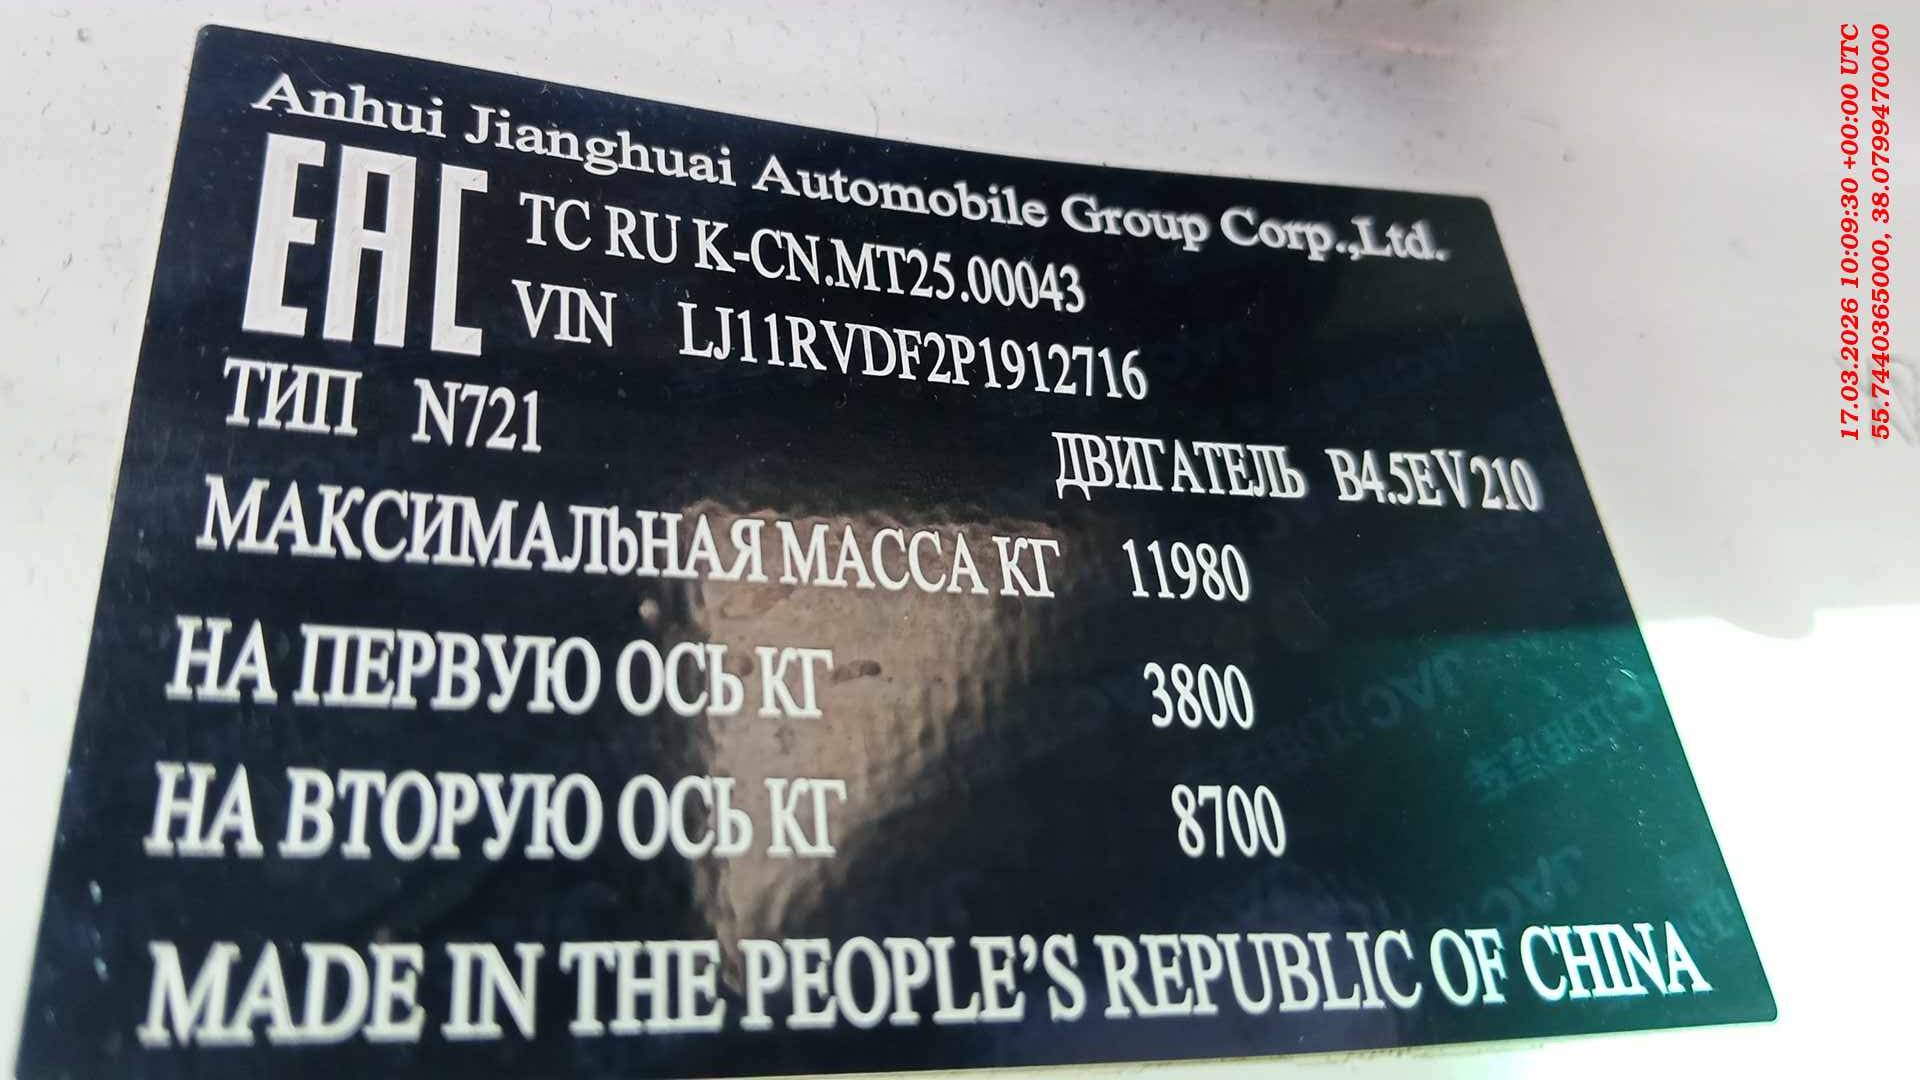 Anhui Jianghuai Automobile Group Corp.,Ltd.
EAC
TC RU K-CN.MT25.00043
VIN LJ11RVDF2P1912716
ТИП N721
ДВИГАТЕЛЬ B4.5EV210
МАКСИМАЛЬНАЯ МАССА КГ 11980
НА ПЕРВУЮ ОСЬ КГ 3800
НА ВТОРУЮ ОСЬ КГ 8700
MADE IN THE PEOPLE'S REPUBLIC OF CHINA
17.03.2026 10:09:30 +00:00 UTC
55.744403865000, 38.079947000000